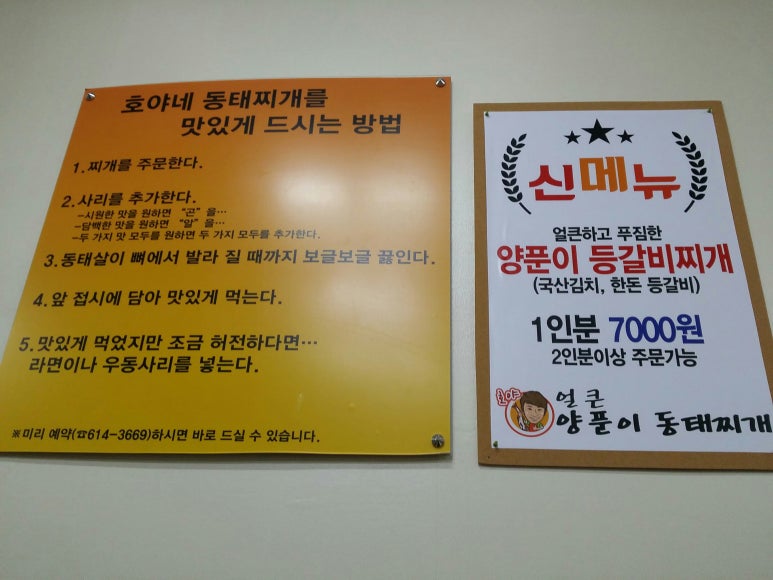 호야네 동태찌개를
맛있게 드시는 방법
1. 찌개를 주문한다.
2. 사리를 추가한다.
-시원한 맛을 원하면 "곤"을…
-담백한 맛을 원하면 "알"을…
-두 가지 맛 모두를 원하면 두 가지 모두를 추가한다.
3. 동태살이 뼈에서 발라 질 때까지 보글보글 끓인다.
4. 앞 접시에 담아 맛있게 먹는다.
5. 맛있게 먹었지만 조금 허전하다면…
라면이나 우동사리를 넣는다.
※미리 예약(☎614-3669)하시면 바로 드실 수 있습니다.
신메뉴
얼큰하고 푸짐한
양푼이 등갈비찌개
(국산김치, 한돈 등갈비)
1인분 7000원
2인분이상 주문가능
호야
얼큰
양푼이 동태찌개